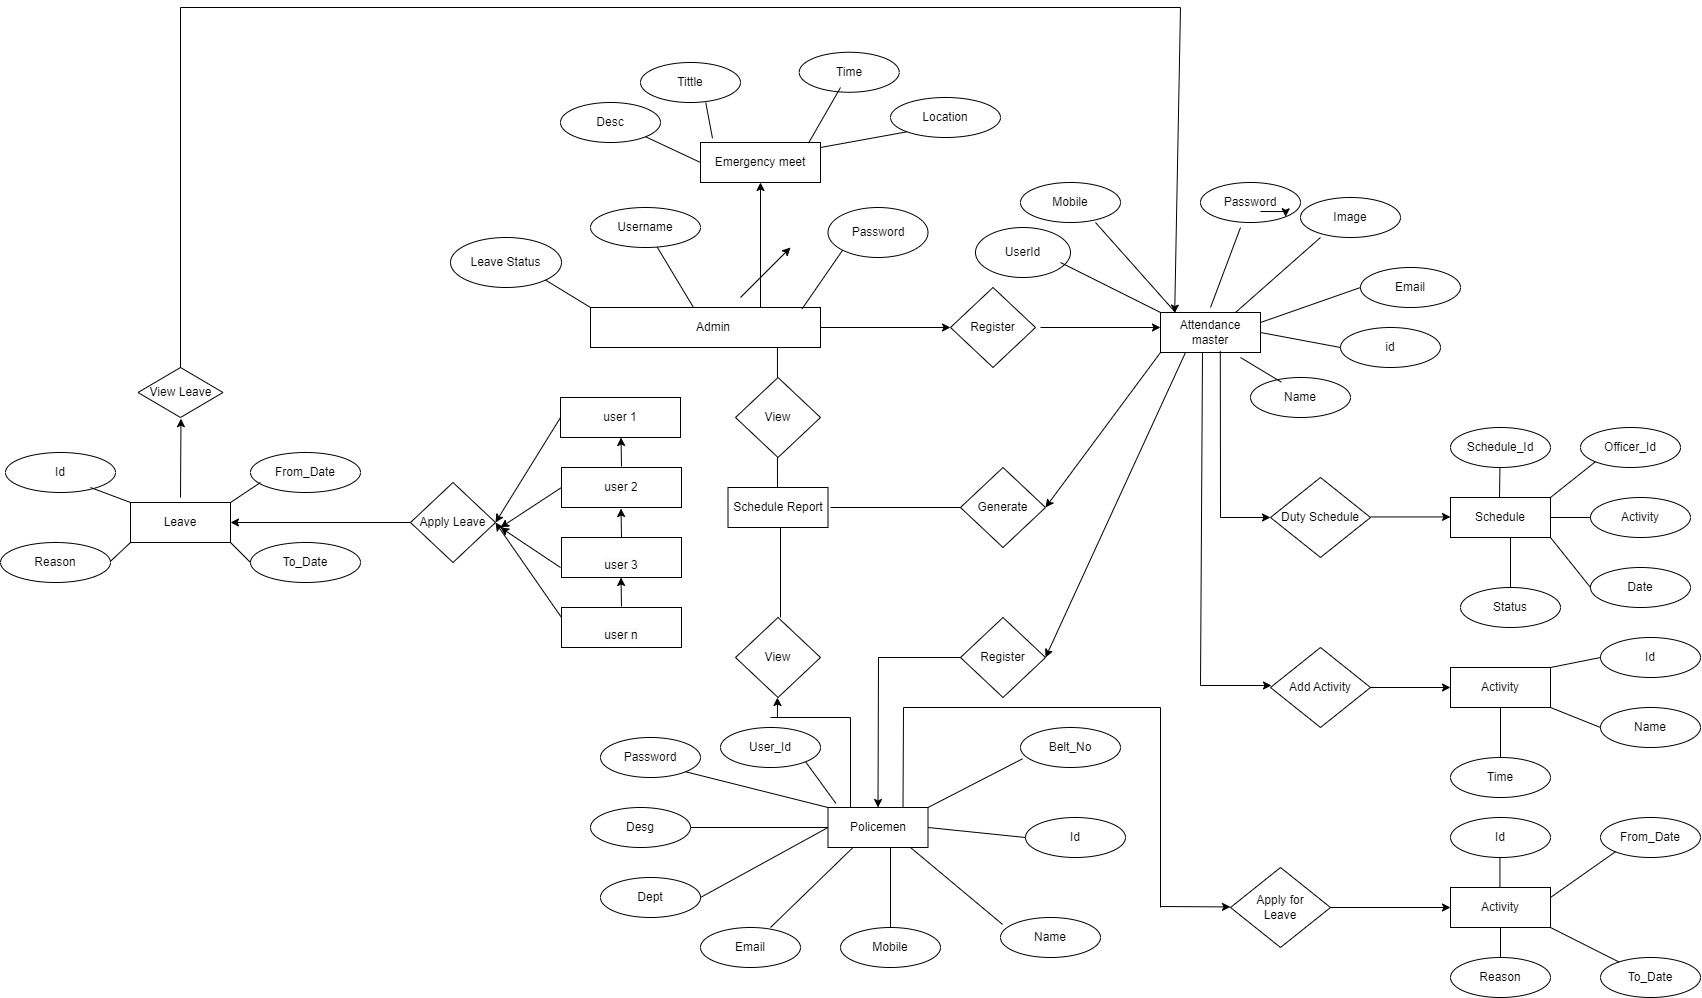 Time
Tittle
Desc
Location
Emergency meet
Mobile
Password
Image
Username
Password
UserId
Leave Status
Email
Admin
Register
Attendance
master
id
View Leave
Name
user 1
View
Schedule_Id
Officer_Id
Id
From_Date
user 2
Leave
Apply Leave
Schedule Report
Generate
Duty Schedule
Schedule
Activity
Reason
To_Date
user 3
Date
Status
user n
View
Register
Id
Add Activity
Activity
Name
User_Id
Belt_No
Password
Time
Desg
Policemen
Id
Id
From_Date
Dept
Apply for
Leave
Activity
Email
Mobile
Name
Reason
To_Date